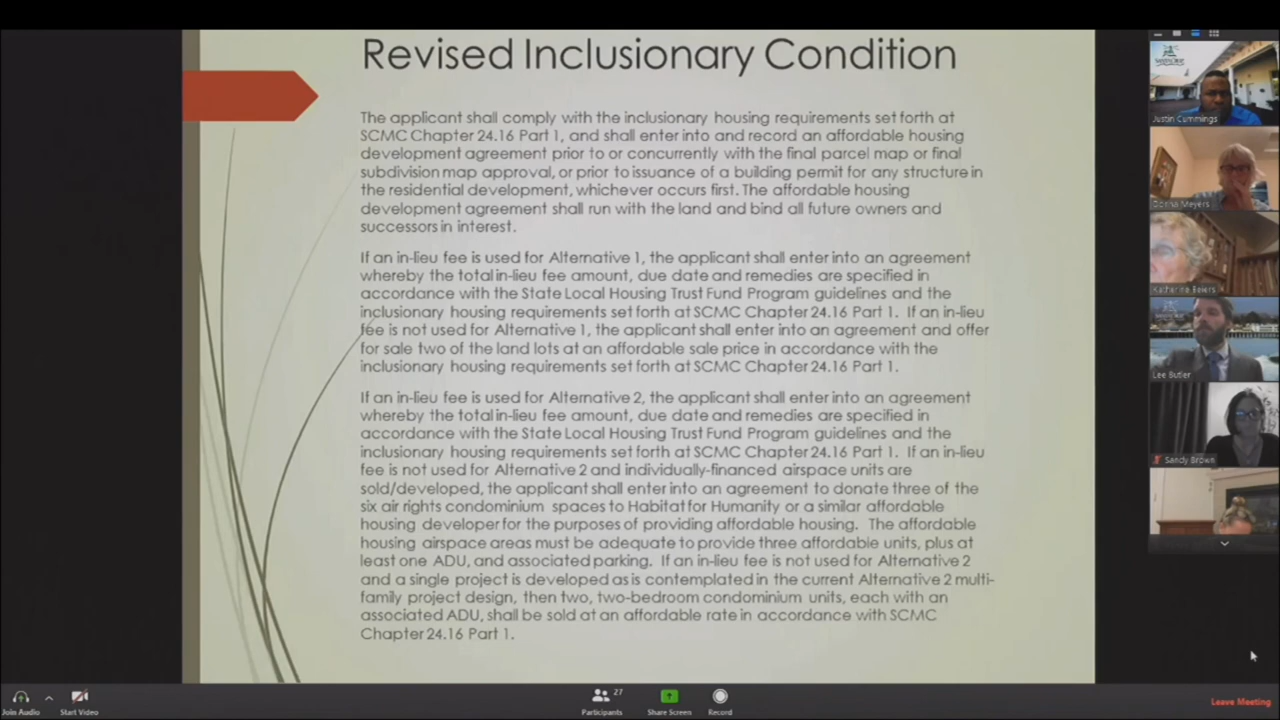 Revised Inclusionary Condition
The applicant shall comply with the inclusionary housing requirements set forth at
SCMC Chapter 24.16 Part 1, and shall enter into and record an affordable housing
development agreement prior to or concurrently with the final parcel map or final
subdivision map approval, or prior to issuance of a building permit for any structure in
the residential development, whichever occurs first. The affordable housing
development agreement shall run with the land and bind all future owners and
successors in interest.
If an in-lieu fee is used for Alternative 1, the applicant shall enter into an agreement
whereby the total in-lieu fee amount, due date and remedies are specified in
accordance with the State Local Housing Trust Fund Program guidelines and the
inclusionary housing requirements set forth at SCMC Chapter 24.16 Part 1. If an in-lieu
fee is not used for Alternative 1, the applicant shall enter into an agreement and offer
for sale two of the land lots at an affordable sale price in accordance with the
inclusionary housing requirements set forth at SCMC Chapter 24.16 Part 1.
If an in-lieu fee is used for Alternative 2, the applicant shall enter into an agreement
whereby the total in-lieu fee amount, due date and remedies are specified in
accordance with the State Local Housing Trust Fund Program guidelines and the
inclusionary housing requirements set forth at SCMC Chapter 24.16 Part 1. If an in-lieu
fee is not used for Alternative 2 and individually-financed airspace units are
sold/developed, the applicant shall enter into an agreement to donate three of the
six air rights condominium spaces to Habitat for Humanity or a similar affordable
housing developer for the purposes of providing affordable housing. The affordable
housing airspace areas must be adequate to provide three affordable units, plus at
least one ADU, and associated parking. If an in-lieu fee is not used for Alternative 2
and a single project is developed as is contemplated in the current Alternative 2 multi-
family project design, then two, two-bedroom condominium units, each with an
associated ADU, shall be sold at an affordable rate in accordance with SCMC
Chapter 24.16 Part 1.
Justin Cummings
Donna Meyers
Katherine Beiers
Lee Butler
Sandy Brown
Join Audio
Start Video
27
Participants
Share Screen
Record
Leave Meeting